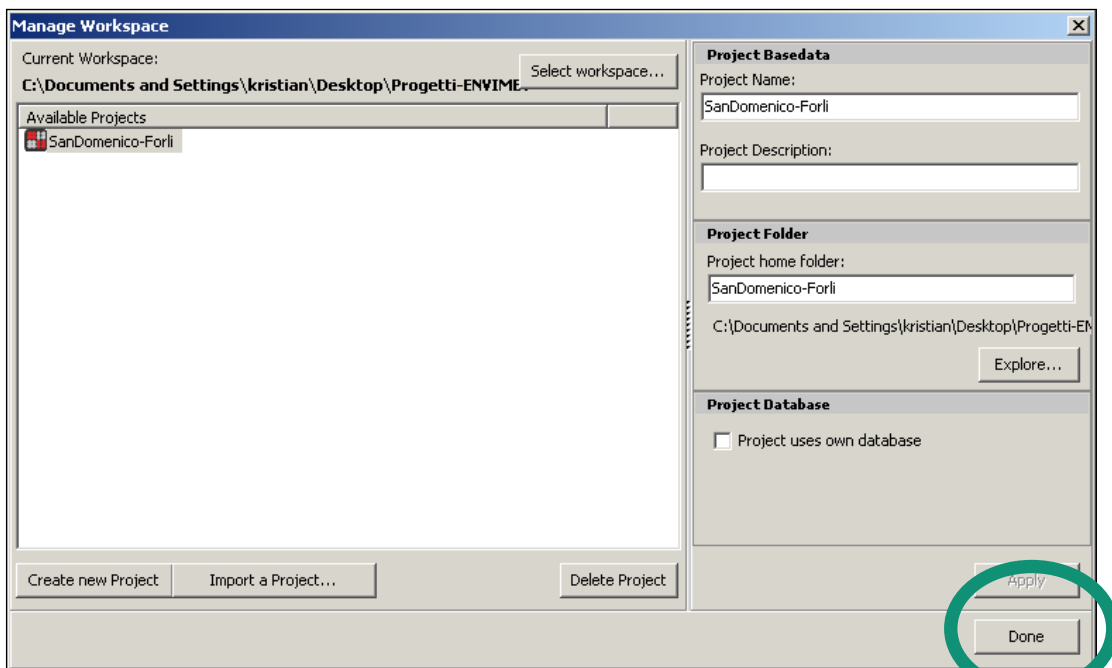 Manage Workspace
Current Workspace:
Select workspace...
C:\Documents and Settings\kristian\Desktop\Progetti-ENVIME
Available Projects
SanDomenico-Forli
Create new Project
Import a Project...
Delete Project
Project Basedata
Project Name:
SanDomenico-Forli
Project Description:
Project Folder
Project home folder:
SanDomenico-Forli
C:\Documents and Settings\kristian\Desktop\Progetti-EN
Explore...
Project Database
Project uses own database
Apply
Done